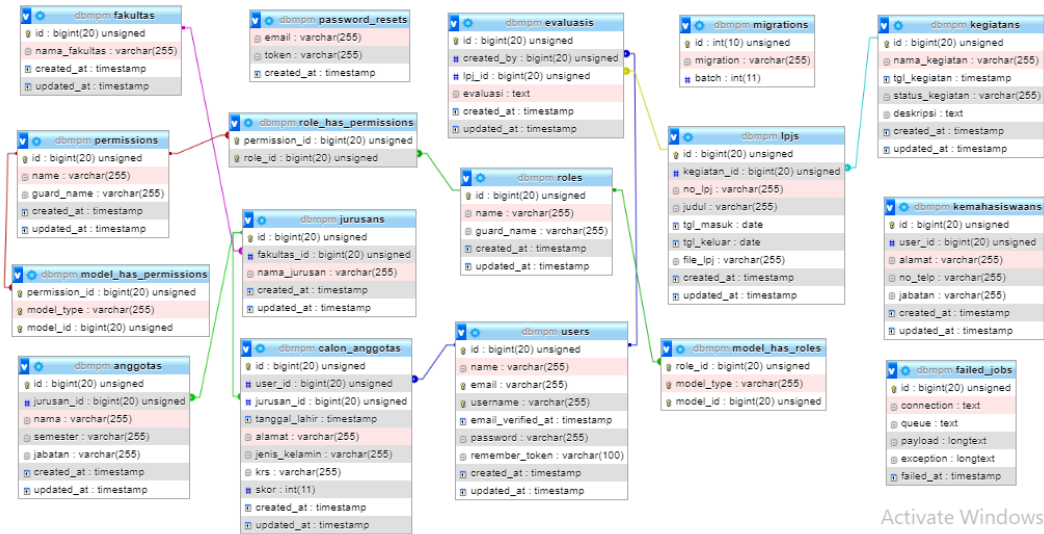 dbmpm fakultas
id : bigint(20) unsigned
nama_fakultas : varchar(255)
created_at : timestamp
updated_at : timestamp
dbmpm password_resets
email : varchar(255)
token : varchar(255)
created_at : timestamp
dbmpm evaluasis
id : bigint(20) unsigned
created_by : bigint(20) unsigned
lpj_id : bigint(20) unsigned
evaluasi : text
created_at : timestamp
updated_at : timestamp
dbmpm migrations
id : int(10) unsigned
migration : varchar(255)
batch : int(11)
dbmpm kegiatans
id : bigint(20) unsigned
nama_kegiatan : varchar(255)
tgl_kegiatan : timestamp
status_kegiatan : varchar(255)
deskripsi : text
created_at : timestamp
updated_at : timestamp
dbmpm permissions
id : bigint(20) unsigned
name : varchar(255)
guard_name : varchar(255)
created_at : timestamp
updated_at : timestamp
dbmpm role_has_permissions
permission_id : bigint(20) unsigned
role_id : bigint(20) unsigned
dbmpm roles
id : bigint(20) unsigned
name : varchar(255)
guard_name : varchar(255)
created_at : timestamp
updated_at : timestamp
dbmpm lpjs
id : bigint(20) unsigned
kegiatan_id : bigint(20) unsigned
no_lpj : varchar(255)
judul : varchar(255)
tgl_masuk : date
tgl_keluar : date
file_lpj : varchar(255)
created_at : timestamp
updated_at : timestamp
dbmpm jurusans
id : bigint(20) unsigned
fakultas_id : bigint(20) unsigned
nama_jurusan : varchar(255)
created_at : timestamp
updated_at : timestamp
dbmpm kemahasiswaans
id : bigint(20) unsigned
user_id : bigint(20) unsigned
alamat : varchar(255)
no_telp : varchar(255)
jabatan : varchar(255)
created_at : timestamp
updated_at : timestamp
dbmpm model_has_permissions
permission_id : bigint(20) unsigned
model_type : varchar(255)
model_id : bigint(20) unsigned
dbmpm anggotas
id : bigint(20) unsigned
jurusan_id : bigint(20) unsigned
nama : varchar(255)
semester : varchar(255)
jabatan : varchar(255)
created_at : timestamp
updated_at : timestamp
dbmpm calon_anggotas
id : bigint(20) unsigned
user_id : bigint(20) unsigned
jurusan_id : bigint(20) unsigned
tanggal_lahir : timestamp
alamat : varchar(255)
jenis_kelamin : varchar(255)
krs : varchar(255)
skor : int(11)
created_at : timestamp
updated_at : timestamp
dbmpm users
id : bigint(20) unsigned
name : varchar(255)
email : varchar(255)
username : varchar(255)
email_verified_at : timestamp
password : varchar(255)
remember_token : varchar(100)
created_at : timestamp
updated_at : timestamp
dbmpm model_has_roles
role_id : bigint(20) unsigned
model_type : varchar(255)
model_id : bigint(20) unsigned
dbmpm failed_jobs
id : bigint(20) unsigned
connection : text
queue : text
payload : longtext
exception : longtext
failed_at : timestamp
Activate Windows